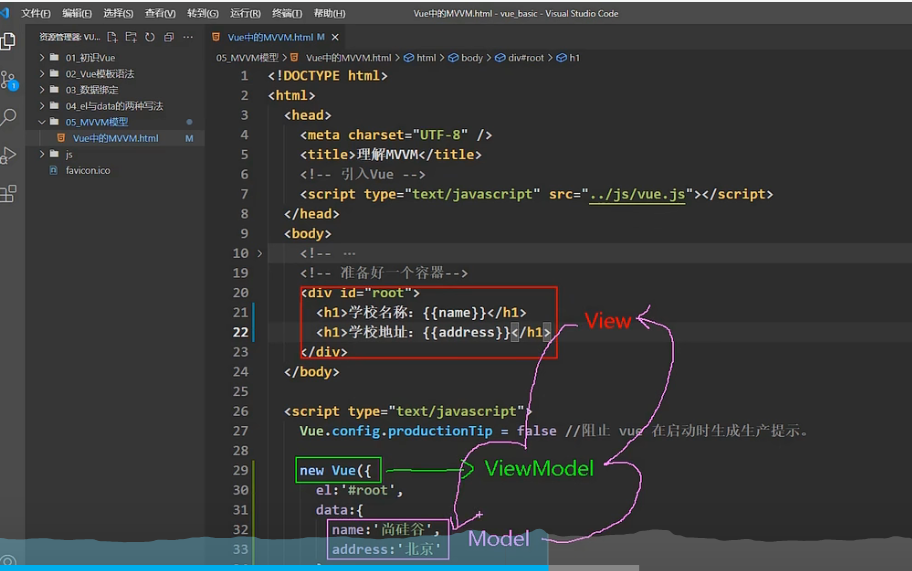 文件(F) 编辑(E) 选择(S) 查看(V) 转到(G) 运行(R) 终端(T) 帮助(H) Vue中的MVVM.html - vue_basic - Visual Studio Code
资源管理器: VU... Vue中的MVVM.html M ×
05_MVVM模型 > Vue中的MVVM.html > html > body > div#root > h1
01_初识Vue
02_Vue模板语法
03_数据绑定
04_el与data的两种写法
05_MVVM模型
Vue中的MVVM.html M
js
favicon.ico
1
1 <!DOCTYPE html>
2 <html>
3 <head>
4 <meta charset="UTF-8" />
5 <title>理解MVVM</title>
6 <!-- 引入Vue -->
7 <script type="text/javascript" src="../js/vue.js"></script>
8 </head>
9 <body>
10 <!-- ...
19 <!-- 准备好一个容器-->
20 <div id="root">
21 <h1>学校名称：{{name}}</h1>
22 <h1>学校地址：{{address}}</h1>
23 </div>
24 </body>
25
26 <script type="text/javascript">
27 Vue.config.productionTip = false //阻止 vue 在启动时生成生产提示。
28
29 new Vue({
30 el:'#root',
31 data:{
32 name:'尚硅谷',
33 address:'北京'
View
ViewModel
Model